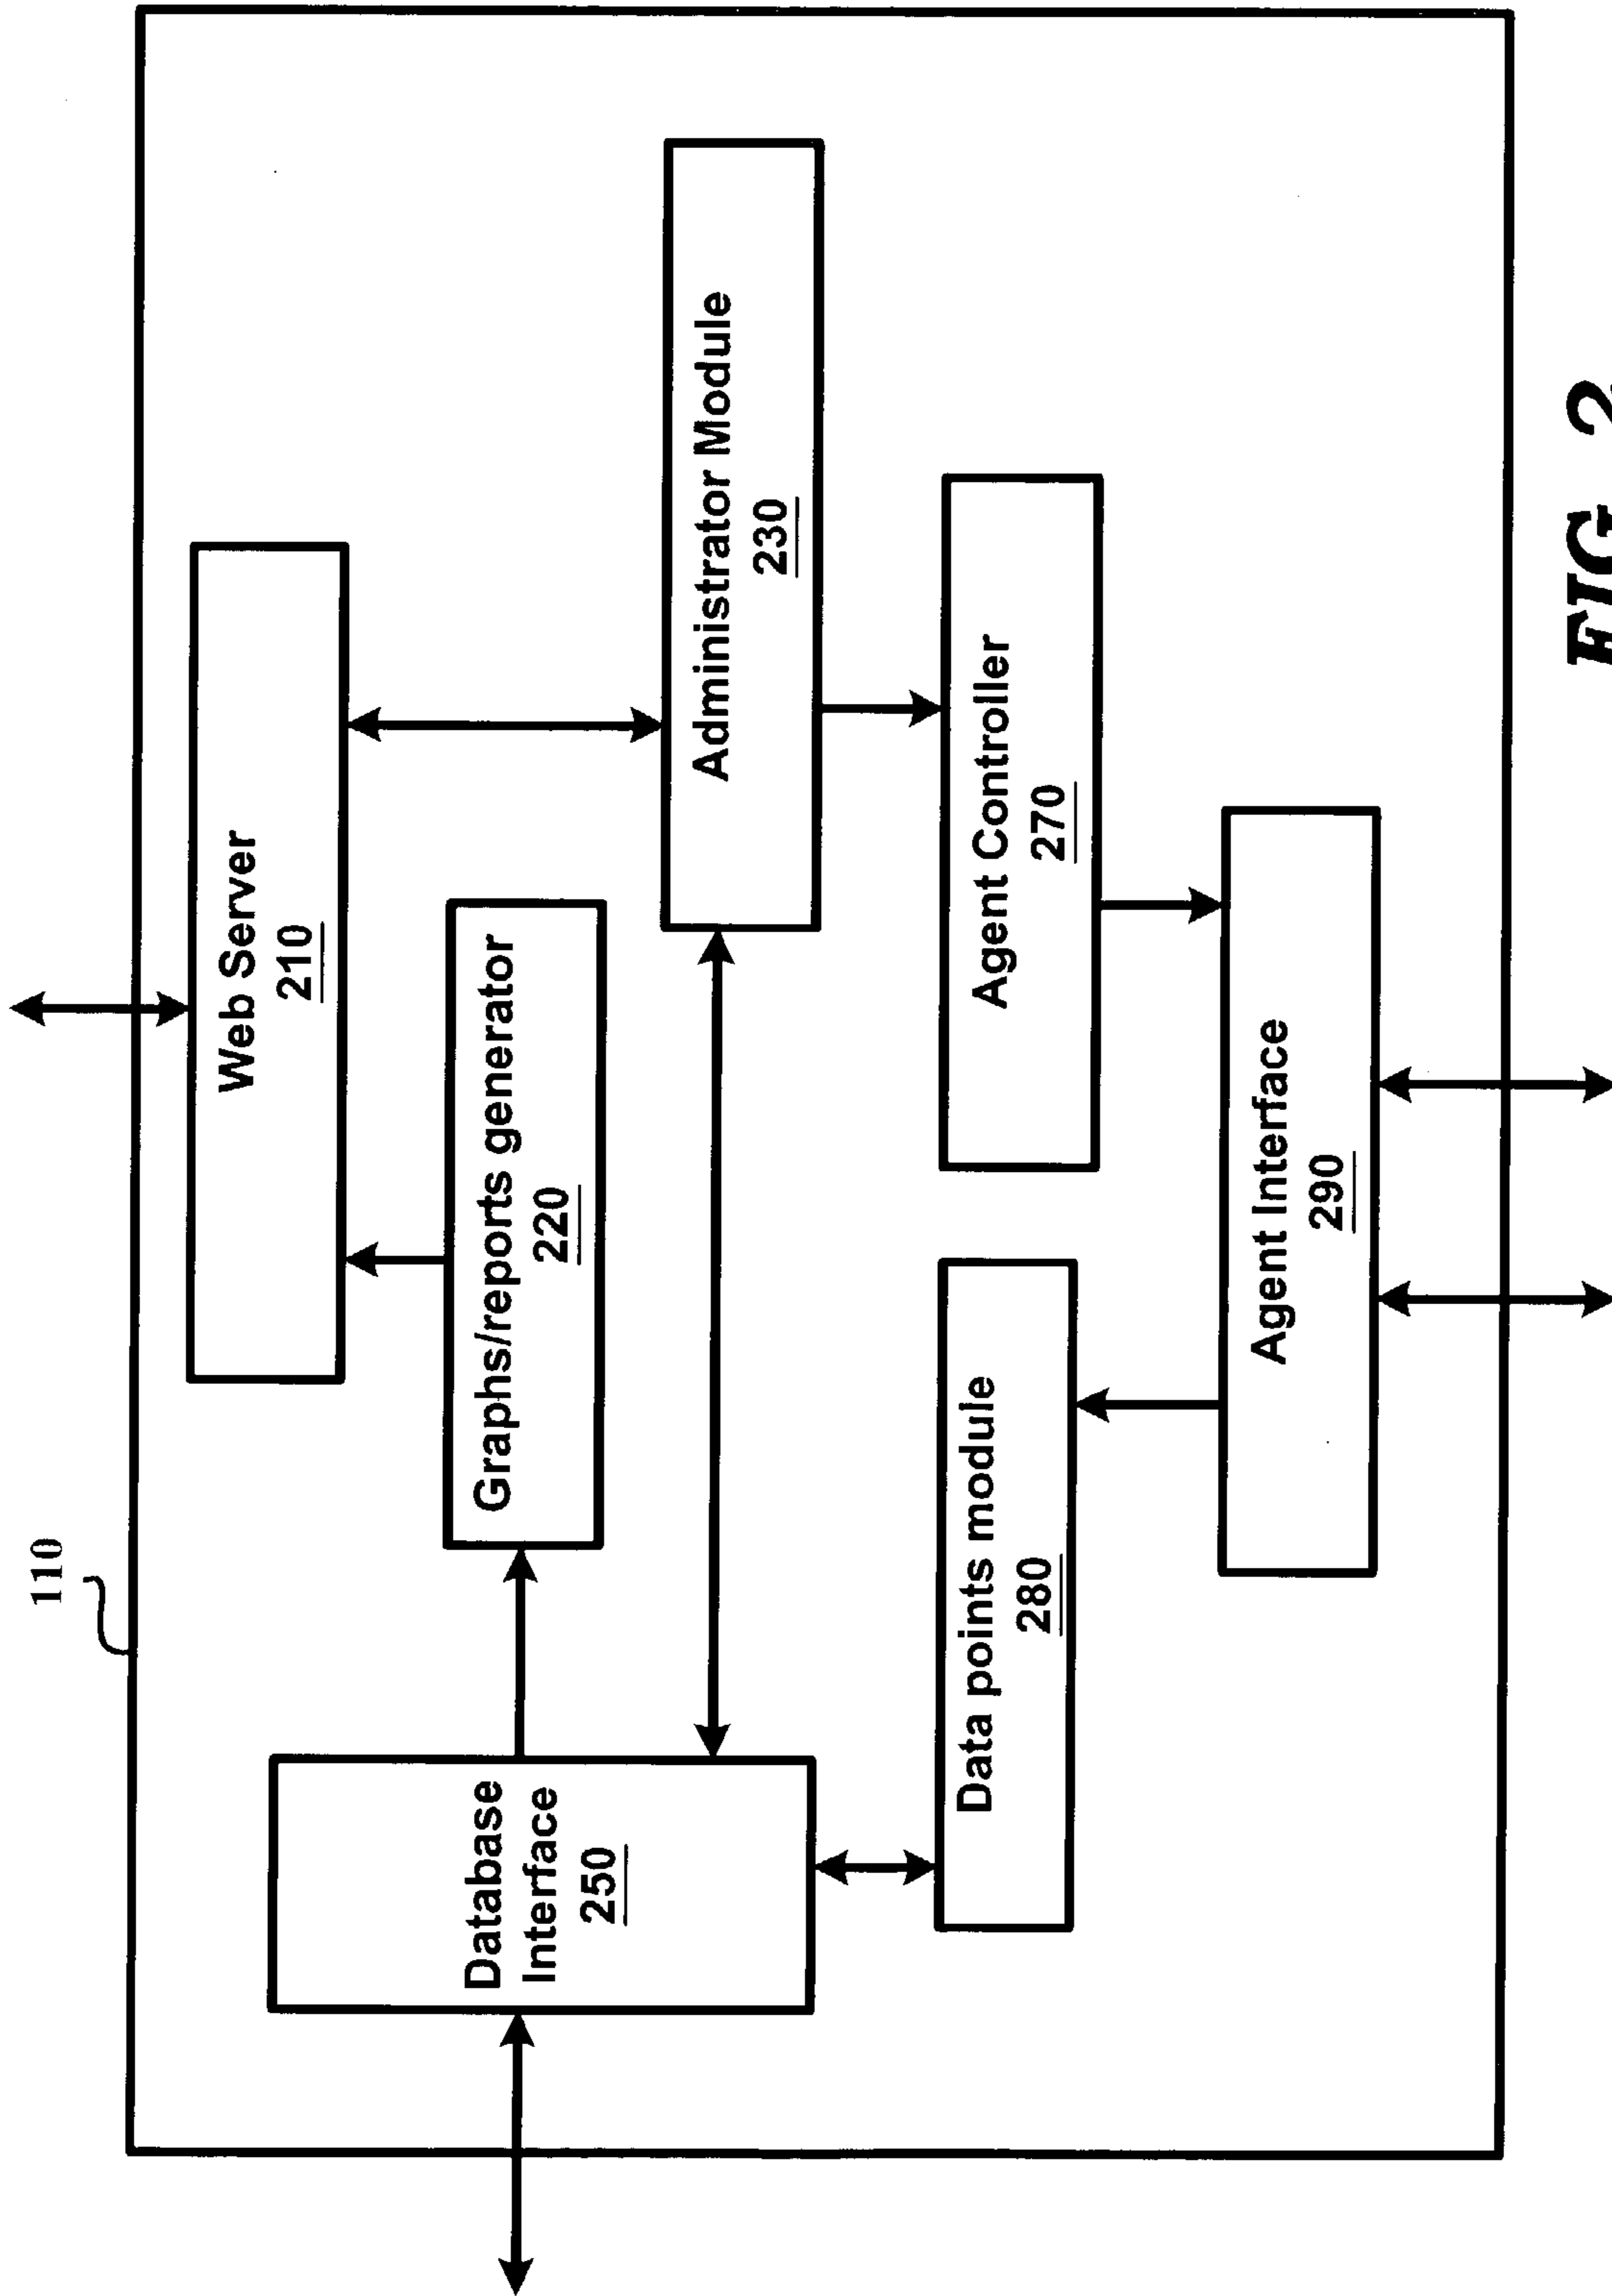 110
Web Server
210
Graphs/reports generator
220
Administrator Module
230
Database
Interface
250
Agent Controller
270
Data points module
280
Agent Interface
290
FIG 2